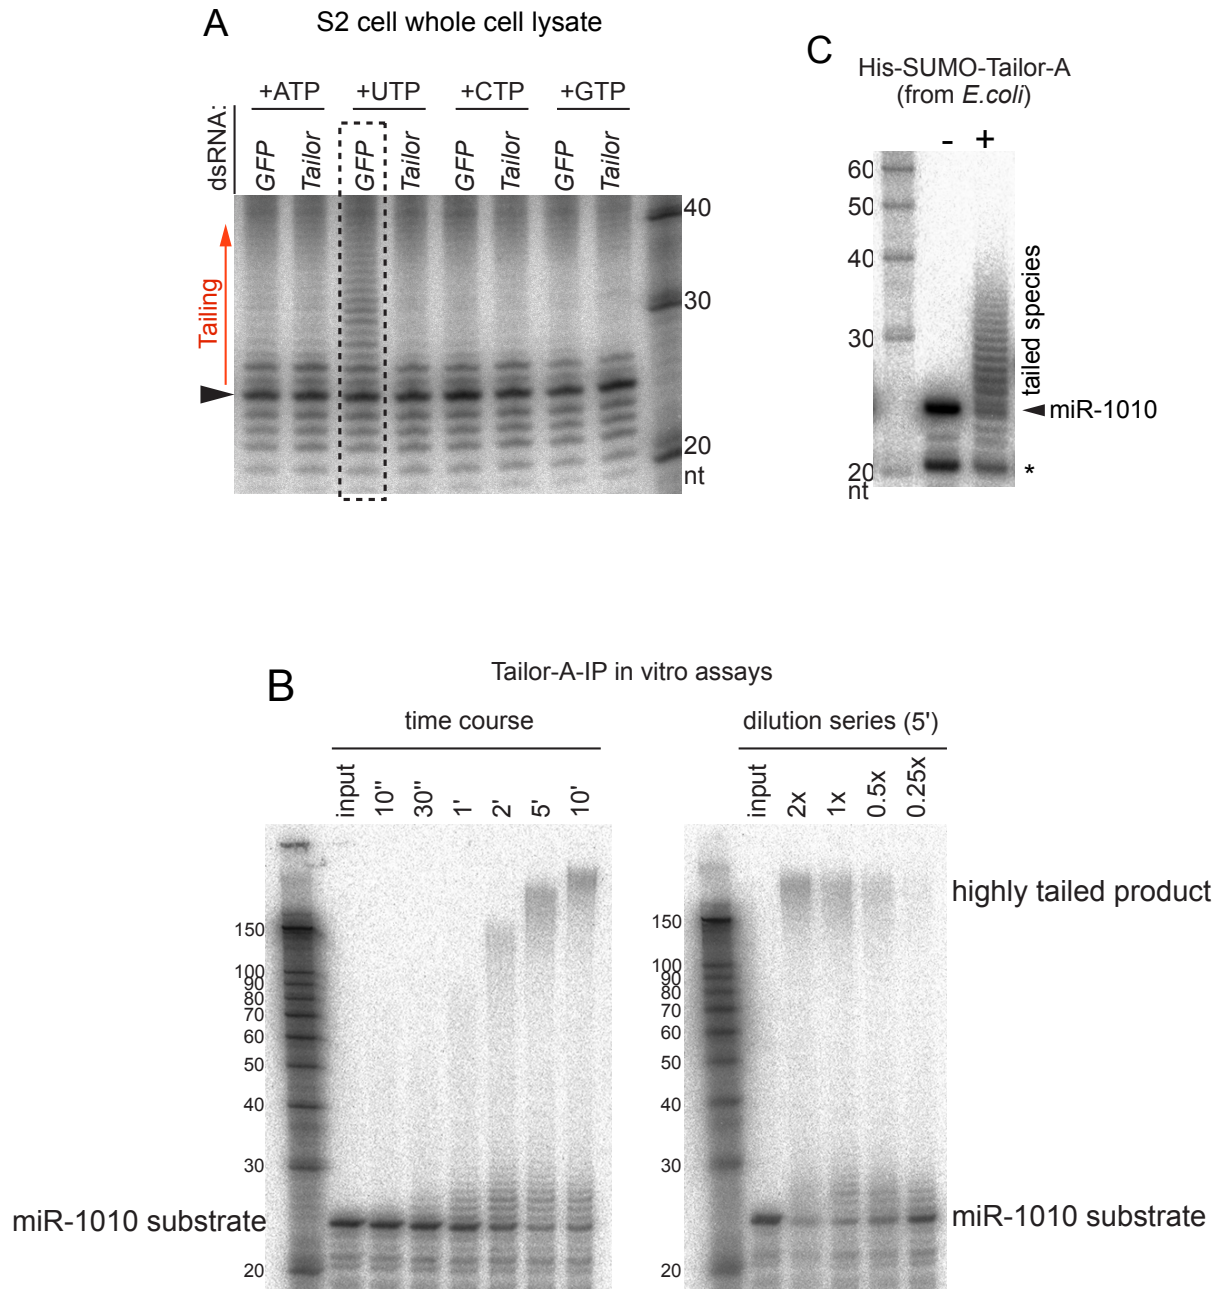 A
S2 cell whole cell lysate
+ATP +UTP +CTP +GTP
dsRNA:
GFP Tailor GFP Tailor GFP Tailor GFP Tailor
Tailing
40
30
20
nt
C
His-SUMO-Tailor-A
(from E.coli)
- +
60
50
40
30
20
nt
tailed species
miR-1010
*
B
Tailor-A-IP in vitro assays
time course
input 10'' 30'' 1' 2' 5' 10'
150
100
90
80
70
60
50
40
30
20
miR-1010 substrate
dilution series (5')
input 2x 1x 0.5x 0.25x
150
100
90
80
70
60
50
40
30
20
highly tailed product
miR-1010 substrate